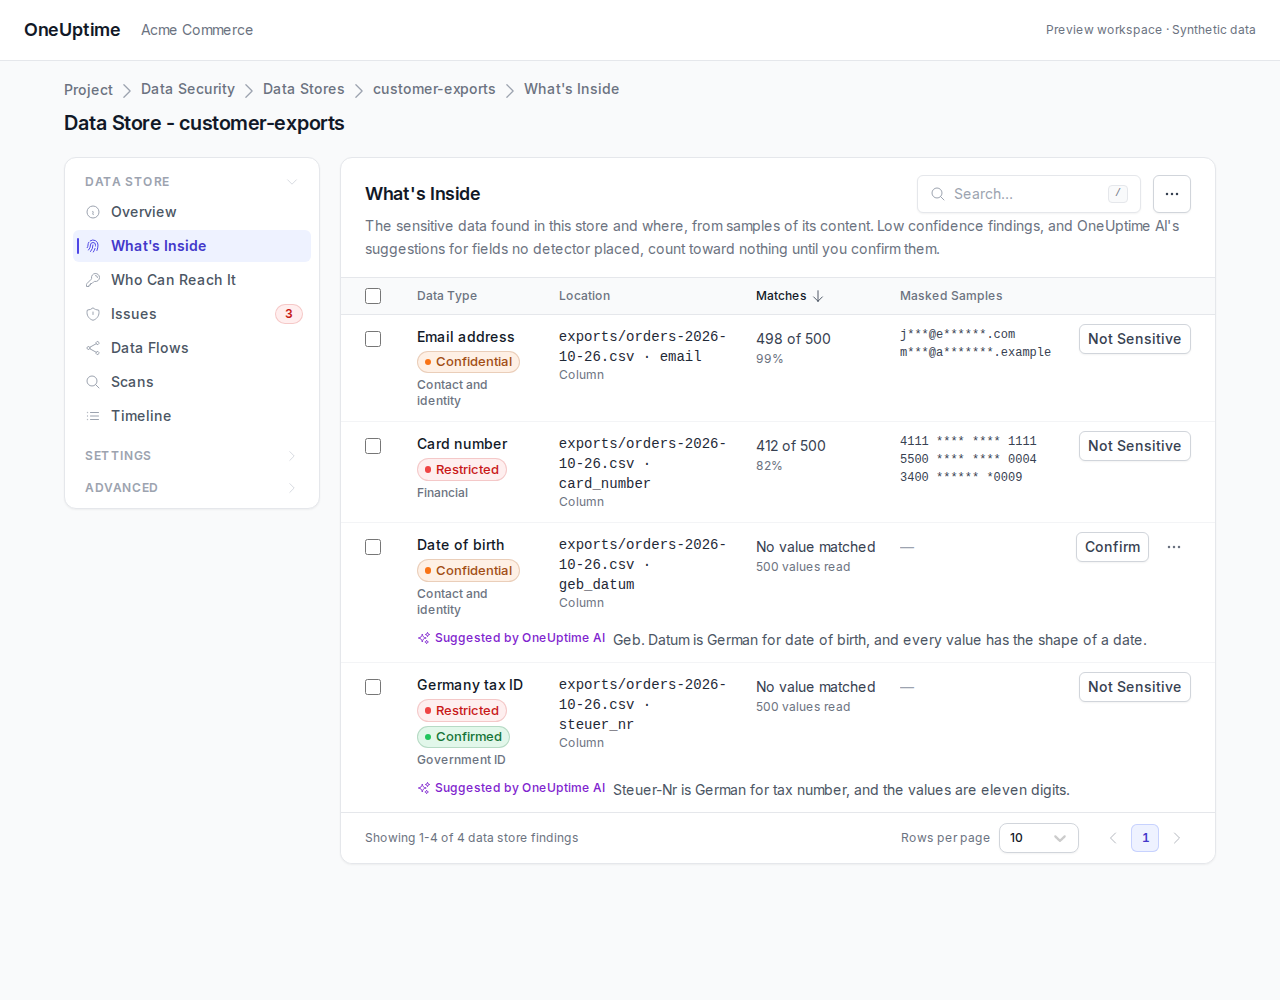 OneUptime Acme Commerce Preview workspace · Synthetic data
Project Data Security Data Stores customer-exports What's Inside
Data Store - customer-exports
DATA STORE
Overview
What's Inside
Who Can Reach It
Issues 3
Data Flows
Scans
Timeline
SETTINGS
ADVANCED
What's Inside Search... / ...
The sensitive data found in this store and where, from samples of its content. Low confidence findings, and OneUptime AI's
suggestions for fields no detector placed, count toward nothing until you confirm them.
Data Type Location Matches Masked Samples
Email address
Confidential
Contact and
identity
exports/orders-2026-
10-26.csv · email
Column
498 of 500
99%
j***@e******.com
m***@a*******.example
Not Sensitive
Card number
Restricted
Financial
exports/orders-2026-
10-26.csv ·
card_number
Column
412 of 500
82%
4111 **** **** 1111
5500 **** **** 0004
3400 ****** *0009
Not Sensitive
Date of birth
Confidential
Contact and
identity
exports/orders-2026-
10-26.csv ·
geb_datum
Column
No value matched
500 values read
—
Confirm ...
Suggested by OneUptime AI Geb. Datum is German for date of birth, and every value has the shape of a date.
Germany tax ID
Restricted
Confirmed
Government ID
exports/orders-2026-
10-26.csv ·
steuer_nr
Column
No value matched
500 values read
—
Not Sensitive
Suggested by OneUptime AI Steuer-Nr is German for tax number, and the values are eleven digits.
Showing 1-4 of 4 data store findings Rows per page 10 1